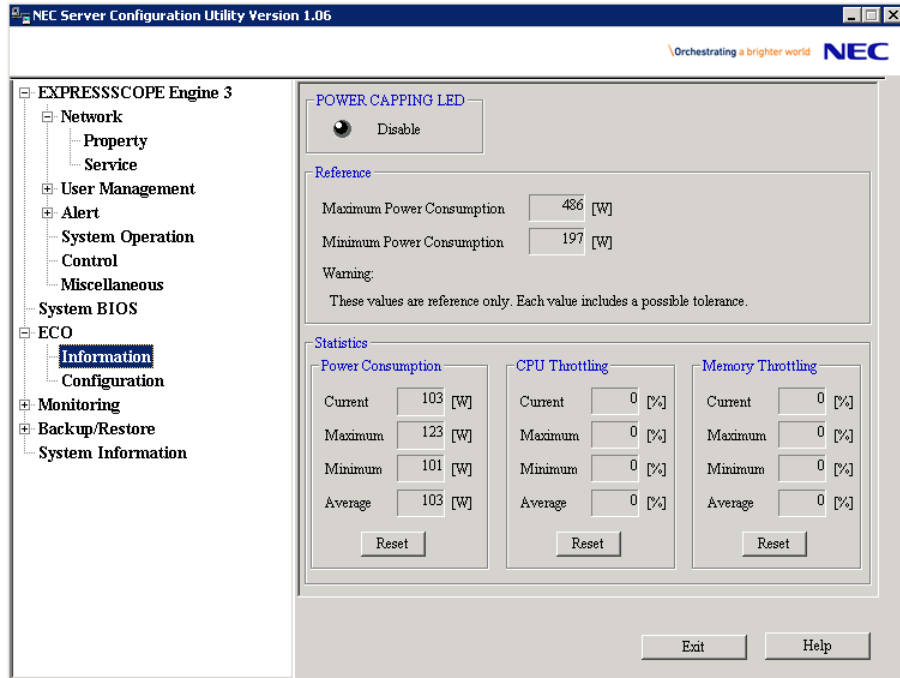 NEC Server Configuration Utility Version 1.06
\Orchestrating a brighter world NEC
EXPRESSSCOPE Engine 3
Network
Property
Service
User Management
Alert
System Operation
Control
Miscellaneous
System BIOS
ECO
Information
Configuration
Monitoring
Backup/Restore
System Information
POWER CAPPING LED
Disable
Reference
Maximum Power Consumption 486 [W]
Minimum Power Consumption 197 [W]
Warning:
These values are reference only. Each value includes a possible tolerance.
Statistics
Power Consumption
Current 103 [W]
Maximum 123 [W]
Minimum 101 [W]
Average 103 [W]
Reset
CPU Throttling
Current 0 [%]
Maximum 0 [%]
Minimum 0 [%]
Average 0 [%]
Reset
Memory Throttling
Current 0 [%]
Maximum 0 [%]
Minimum 0 [%]
Average 0 [%]
Reset
Exit
Help